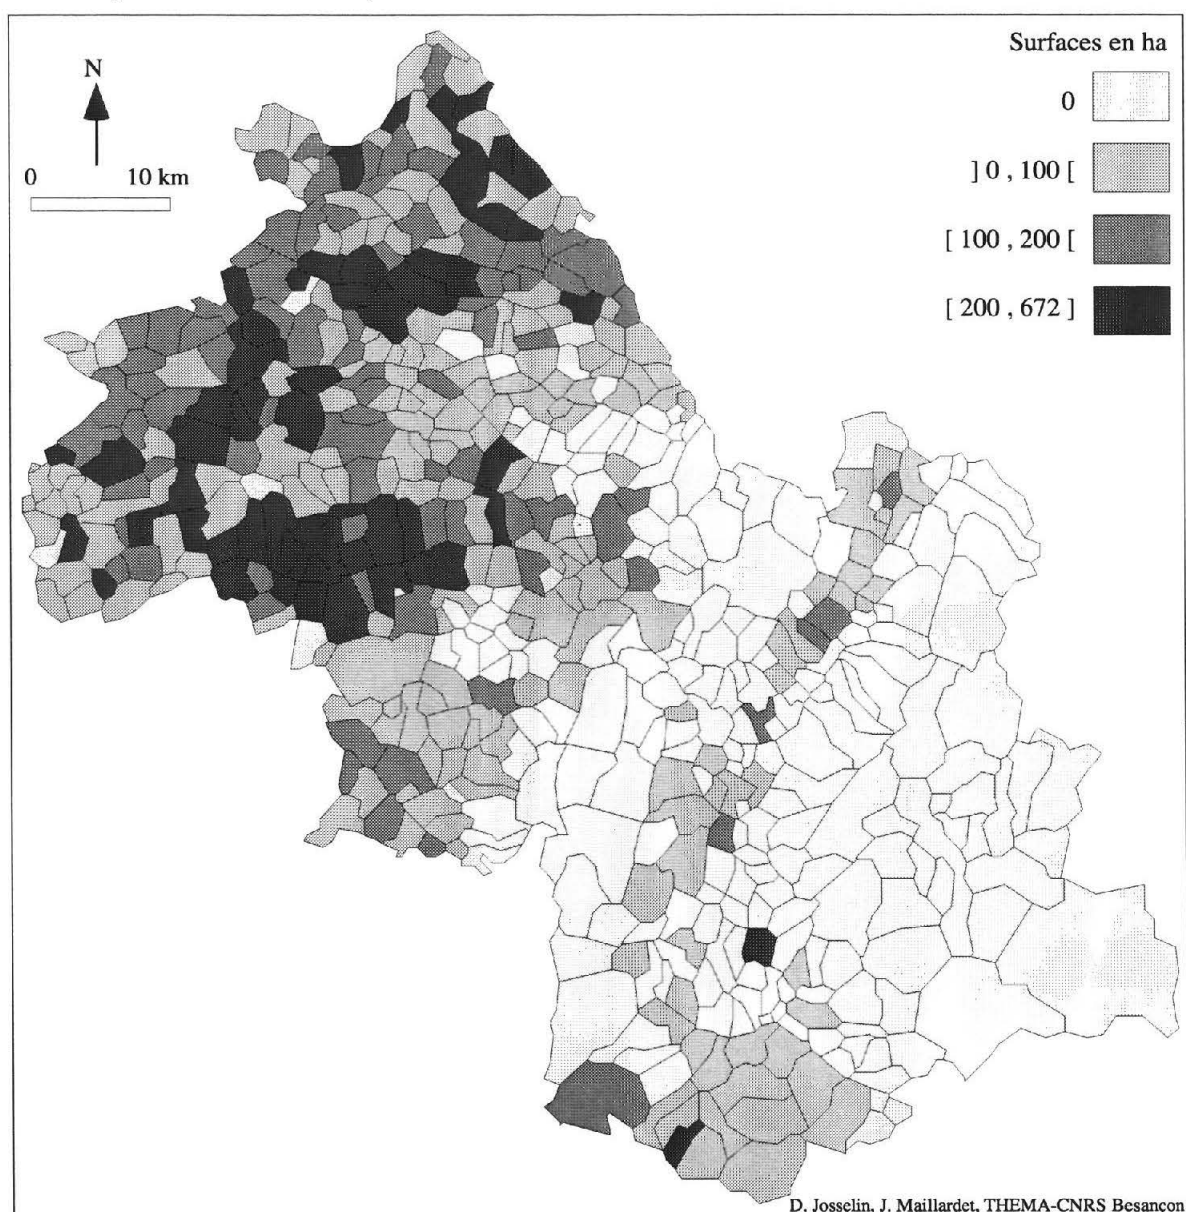 Surfaces en ha
N
0
0 10 km
] 0 , 100 [
[ 100 , 200 [
[ 200 , 672 ]
D. Josselin, J. Maillardet, THEMA-CNRS Besancon